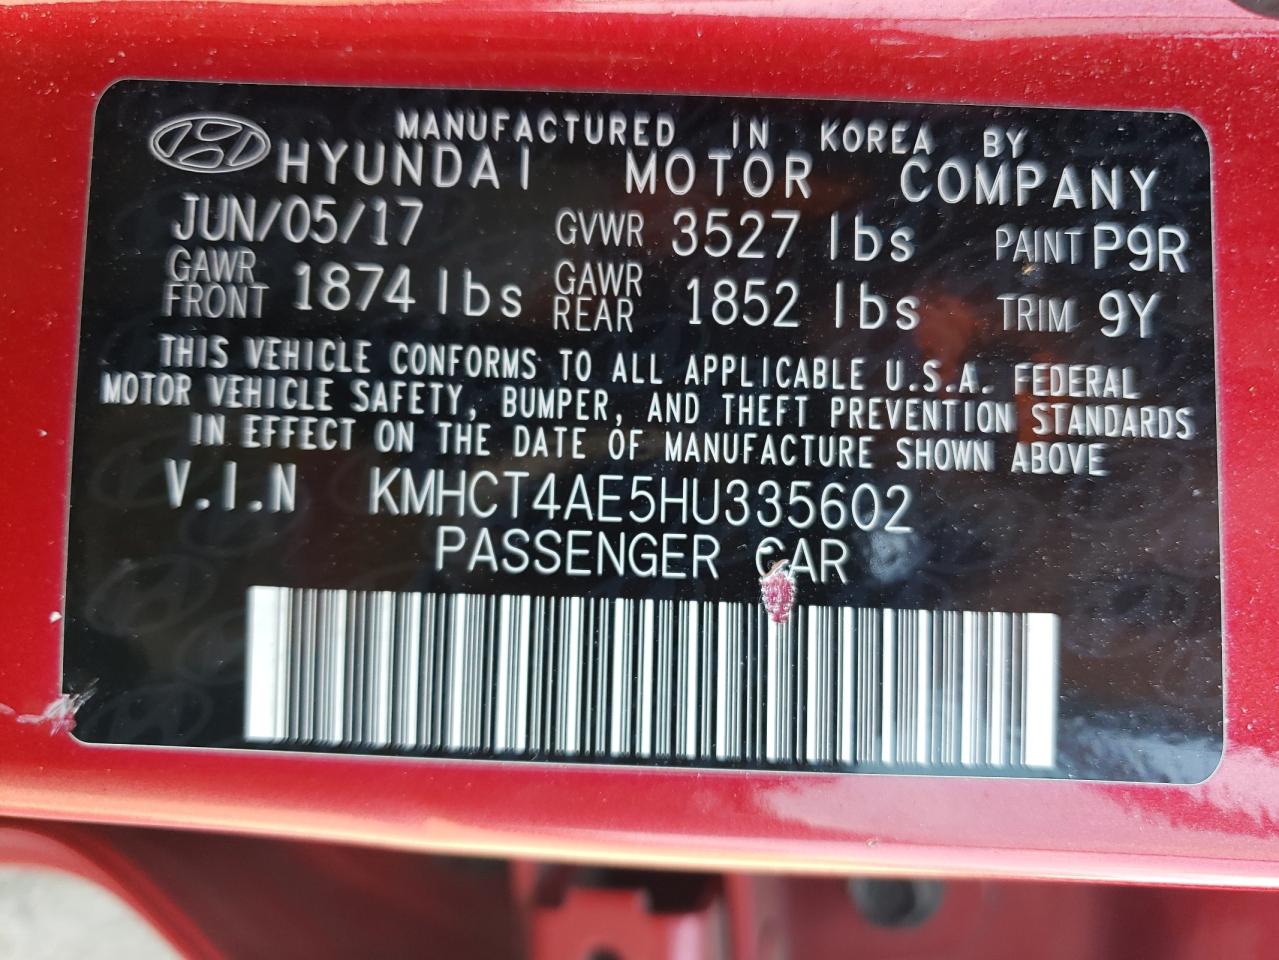 MANUFACTURED IN KOREA BY
HYUNDAI MOTOR COMPANY
JUN/05/17 GVWR 3527 lbs PAINT P9R
GAWR FRONT 1874 lbs GAWR REAR 1852 lbs TRIM 9Y
THIS VEHICLE CONFORMS TO ALL APPLICABLE U.S.A. FEDERAL
MOTOR VEHICLE SAFETY, BUMPER, AND THEFT PREVENTION STANDARDS
IN EFFECT ON THE DATE OF MANUFACTURE SHOWN ABOVE
V.I.N KMHCT4AE5HU335602
PASSENGER CAR